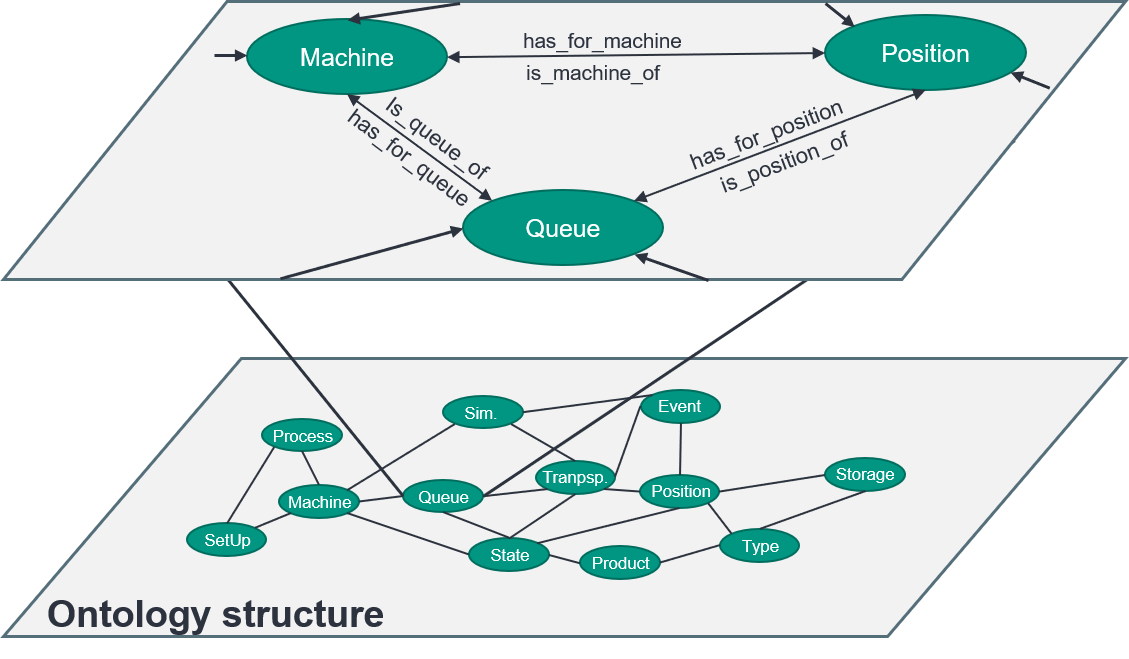 Machine
has_for_machine
is_machine_of
Position
Is_queue_of
has_for_queue
has_for_position
is_position_of
Queue
Sim.
Event
Process
Storage
Tranpsp.
Machine
Queue
Position
SetUp
State
Product
Type
Ontology structure